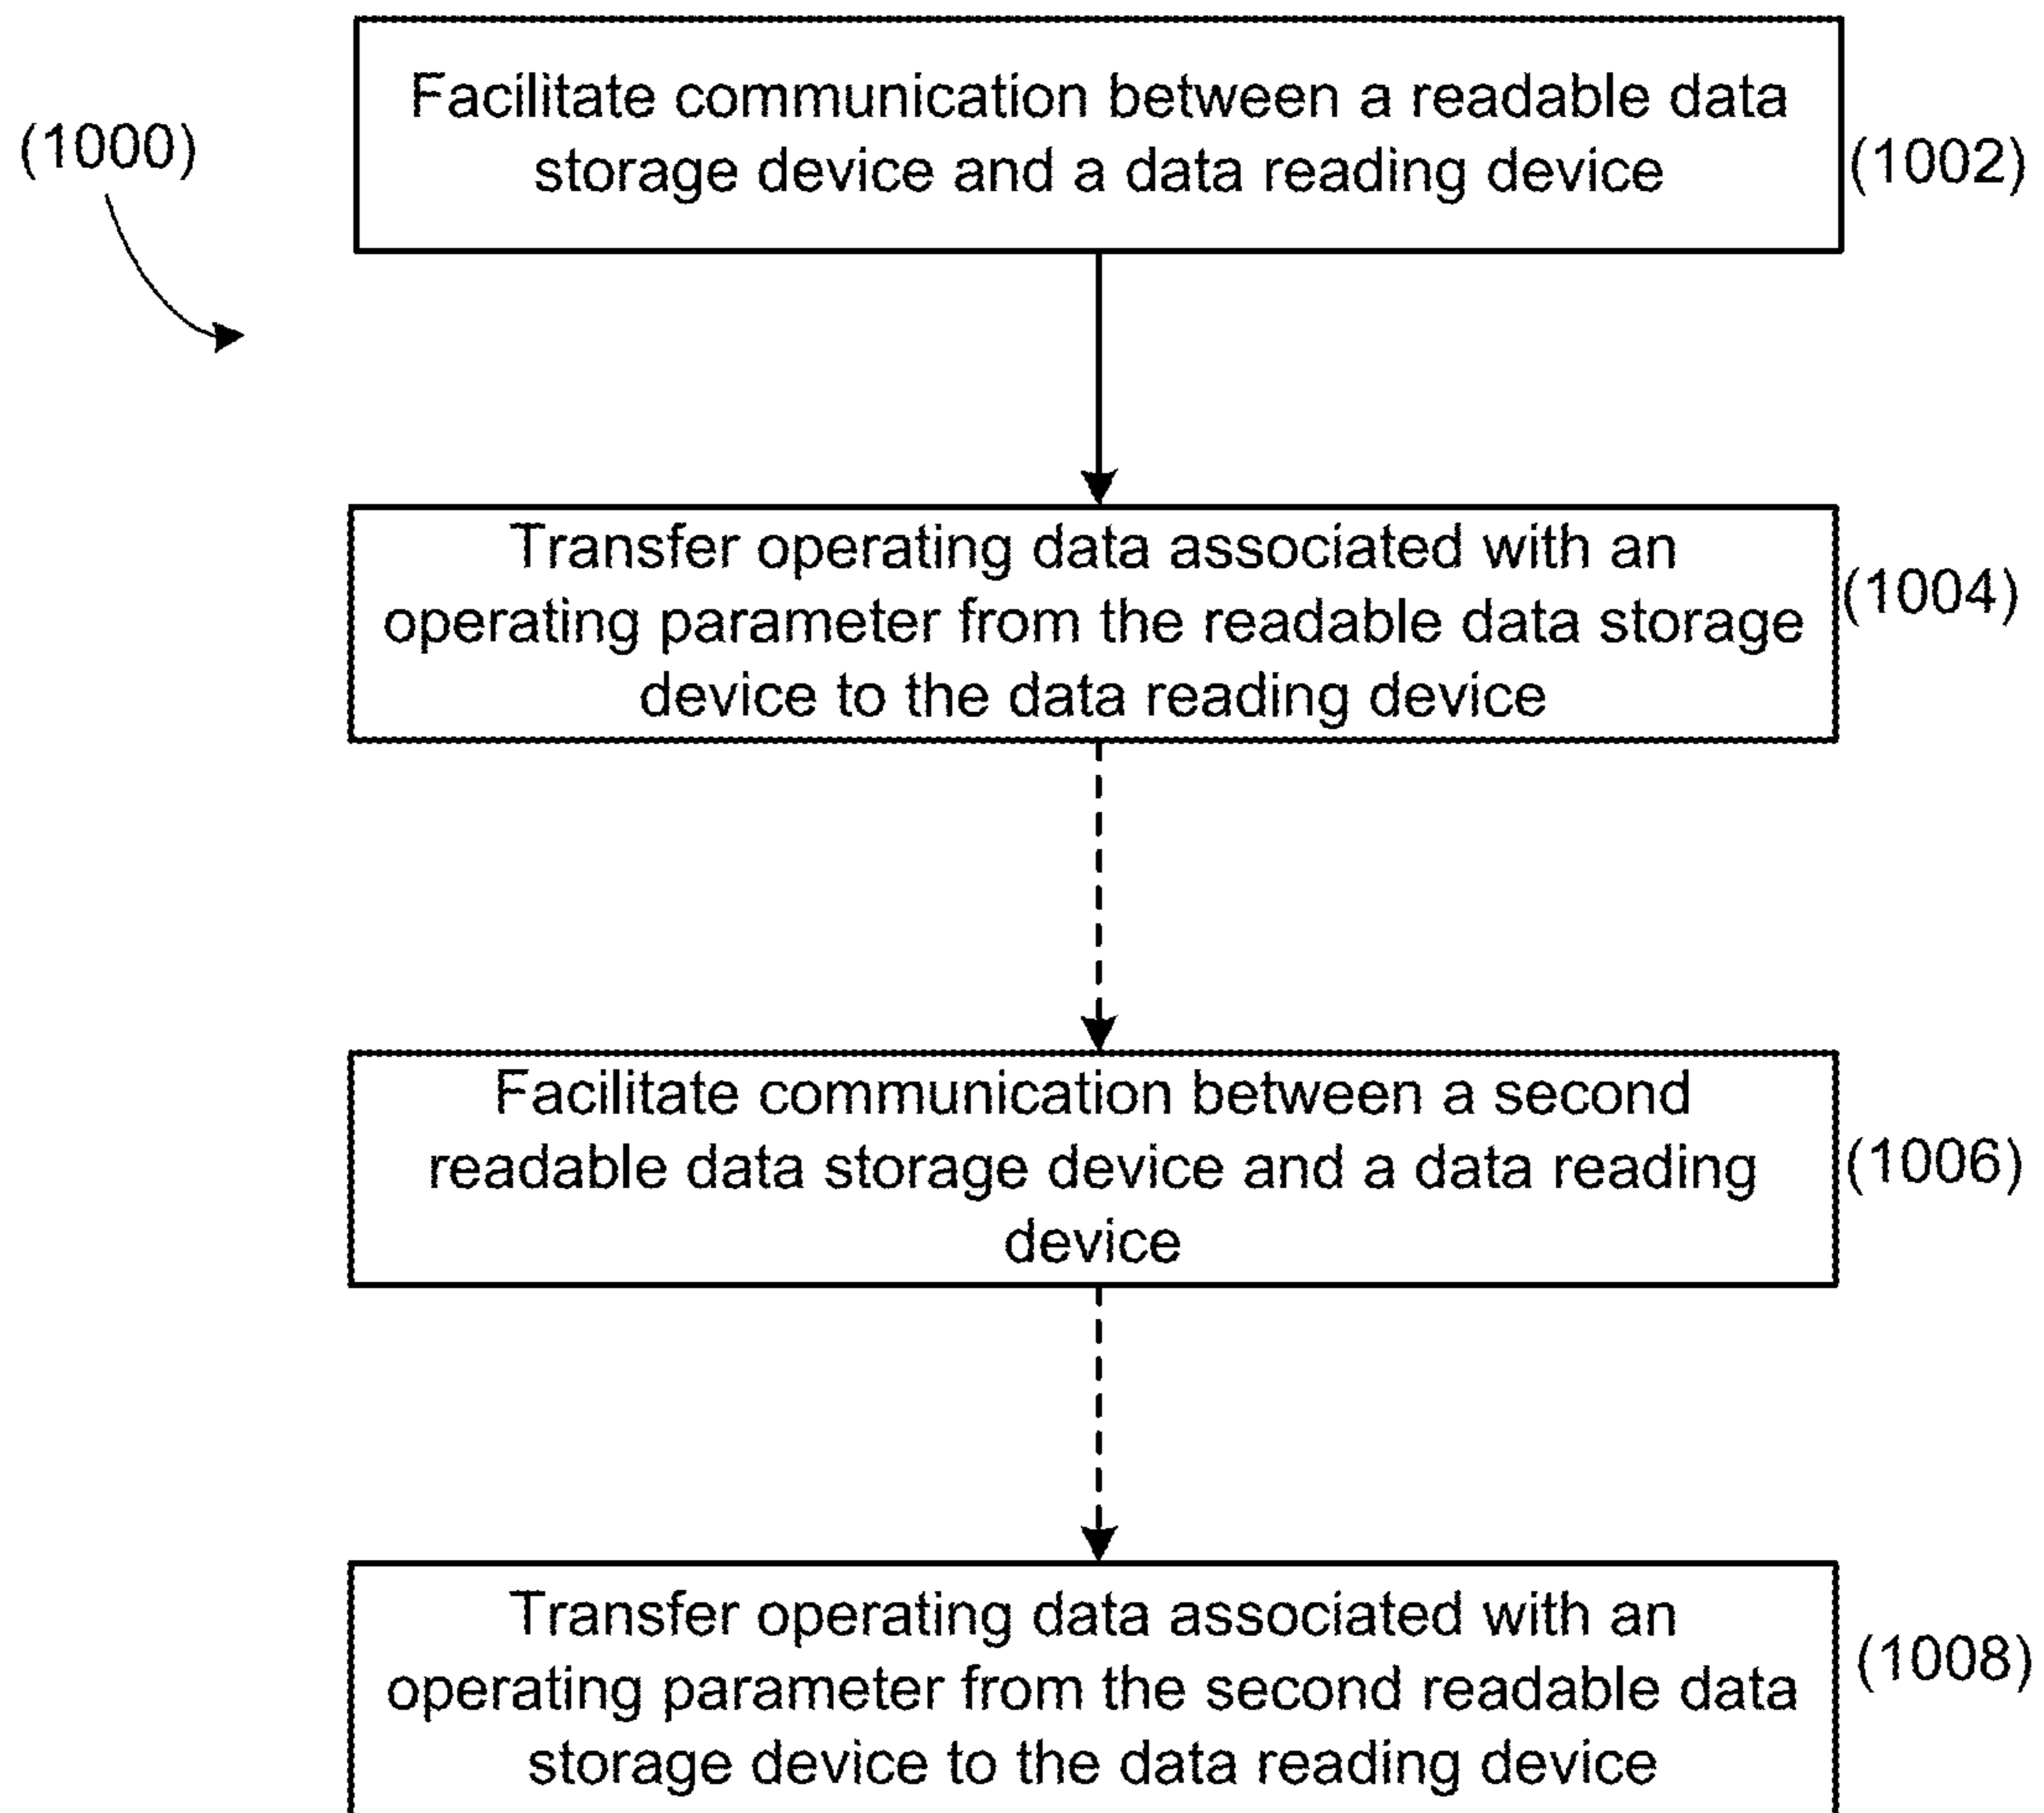 (1000)
Facilitate communication between a readable data
storage device and a data reading device
(1002)
Transfer operating data associated with an
operating parameter from the readable data storage
device to the data reading device
(1004)
Facilitate communication between a second
readable data storage device and a data reading
device
(1006)
Transfer operating data associated with an
operating parameter from the second readable data
storage device to the data reading device
(1008)